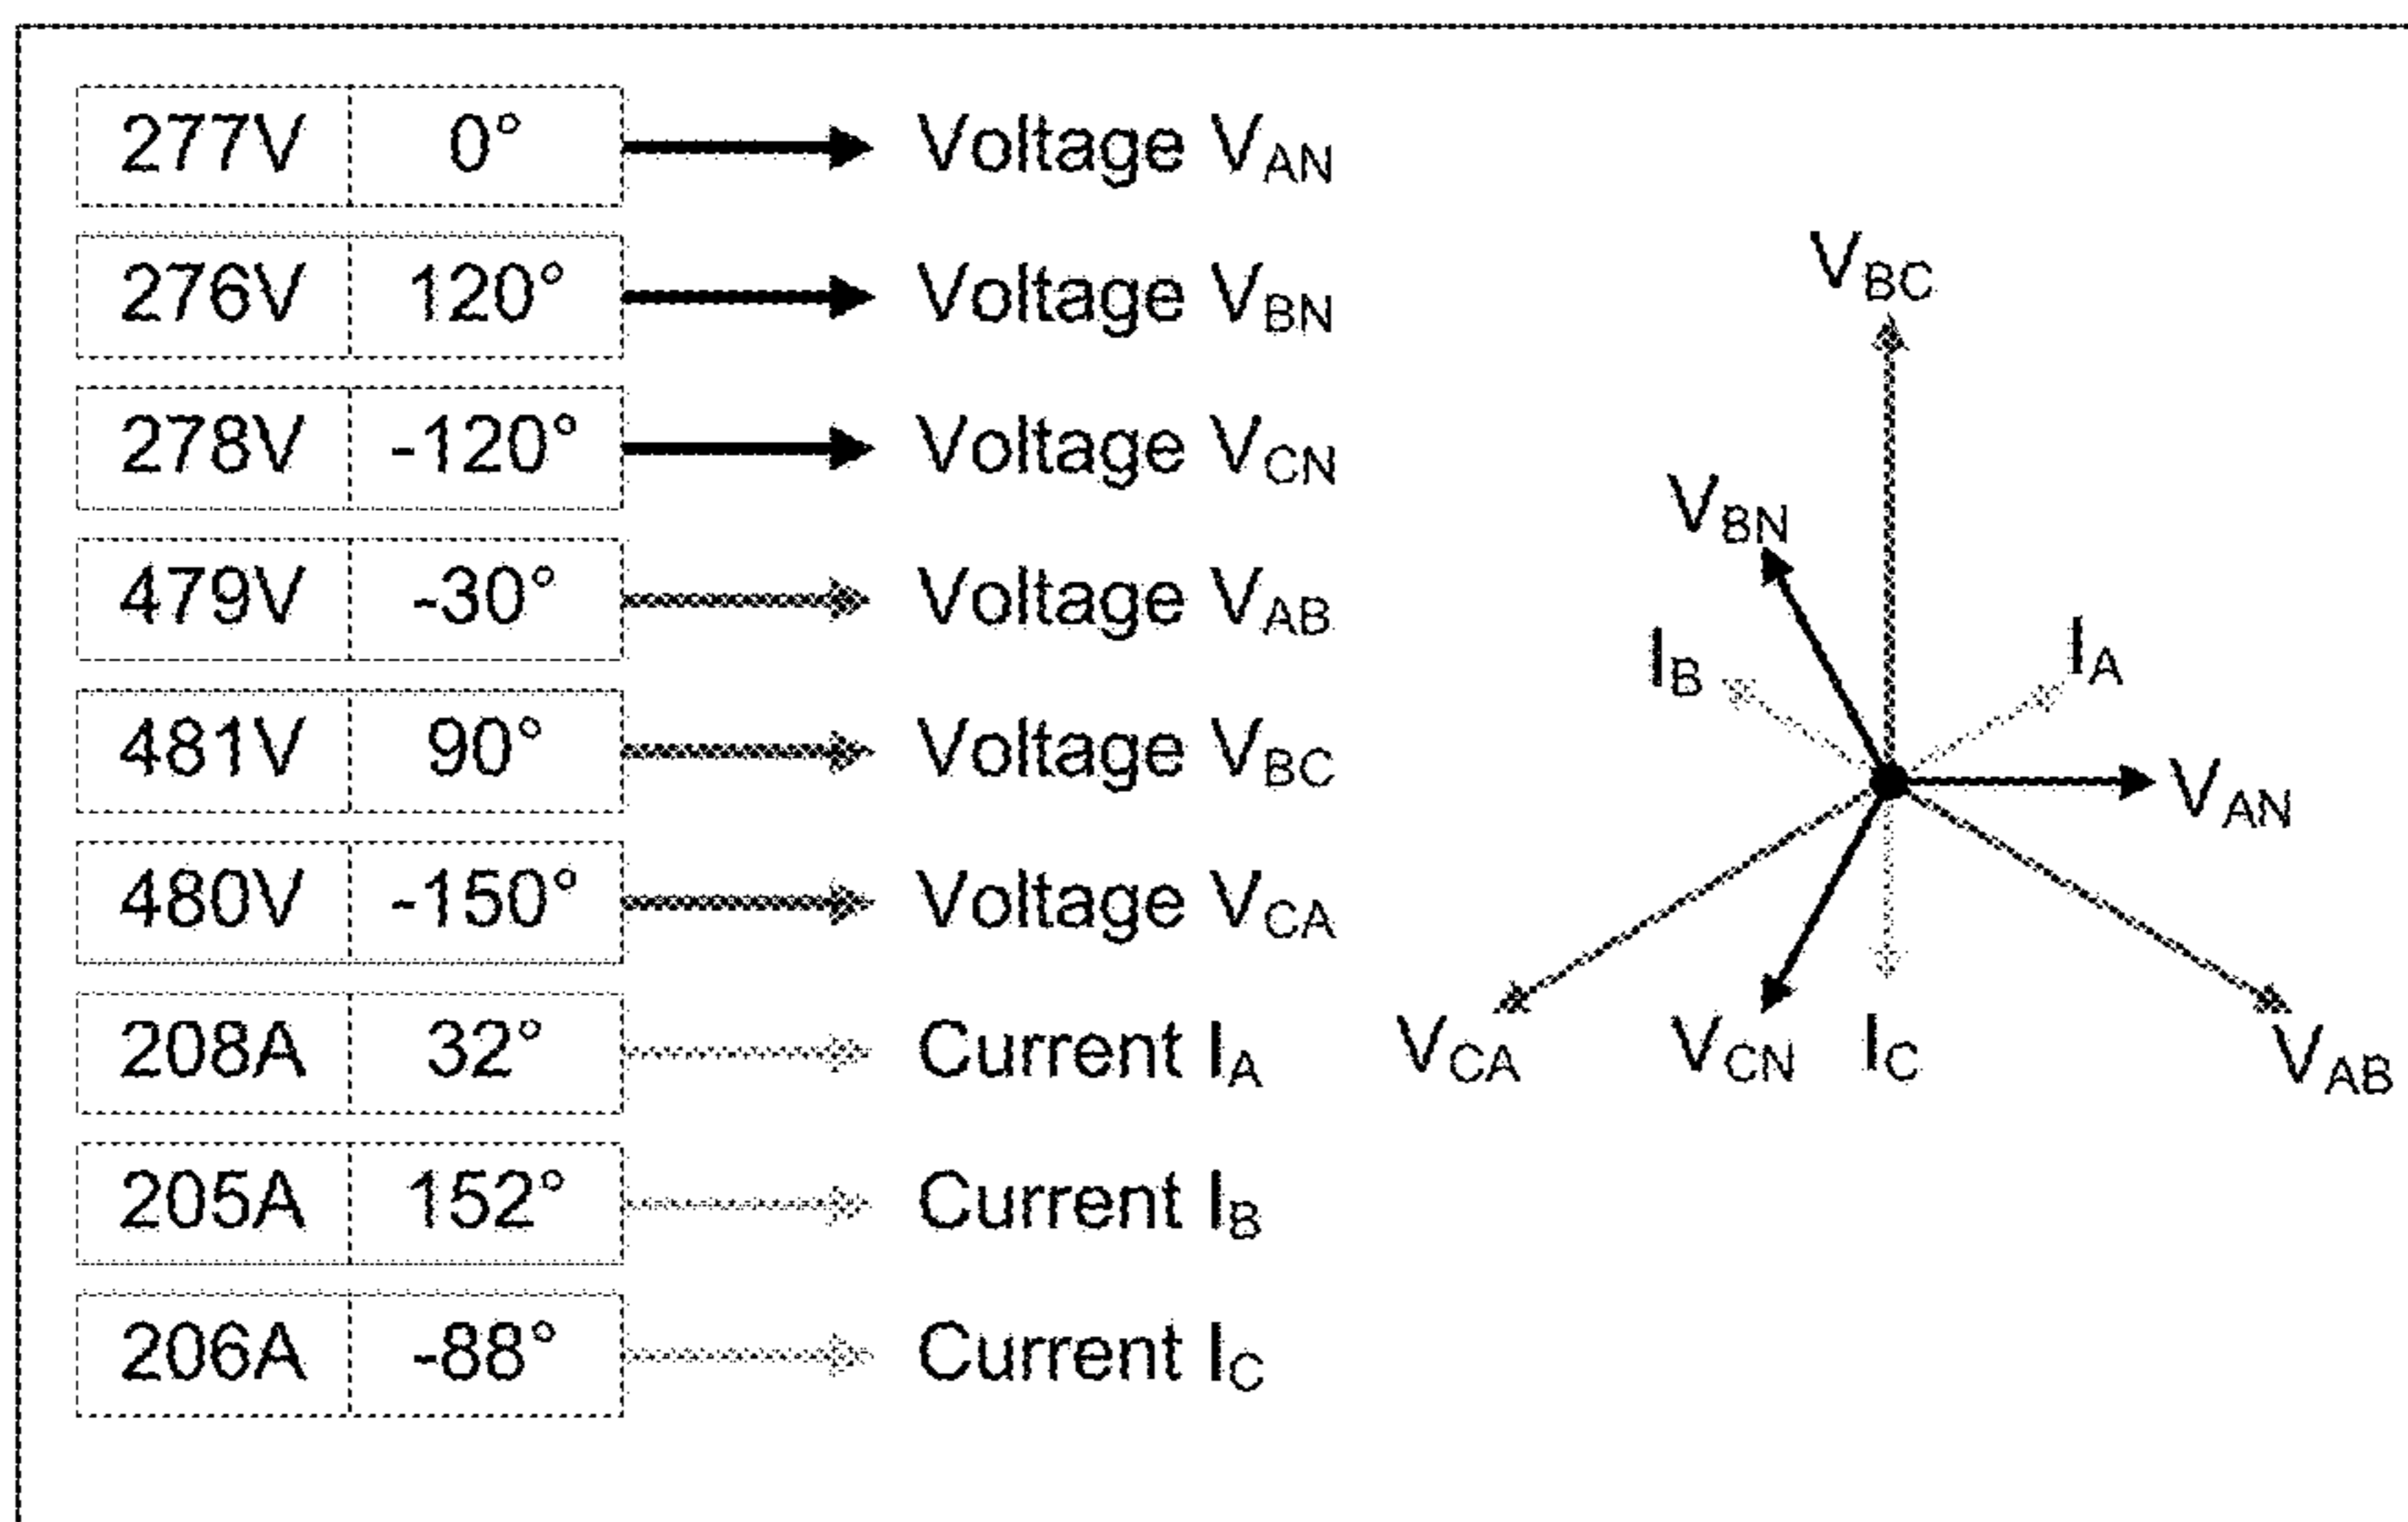 277V 0° Voltage VAN
276V 120° Voltage VBN
278V -120° Voltage VCN
479V -30° Voltage VAB
481V 90° Voltage VBC
480V -150° Voltage VCA
208A 32° Current IA
205A 152° Current IB
206A -88° Current IC
VBC
VBN
IB
IA
VAN
VCA
VCN
IC
VAB